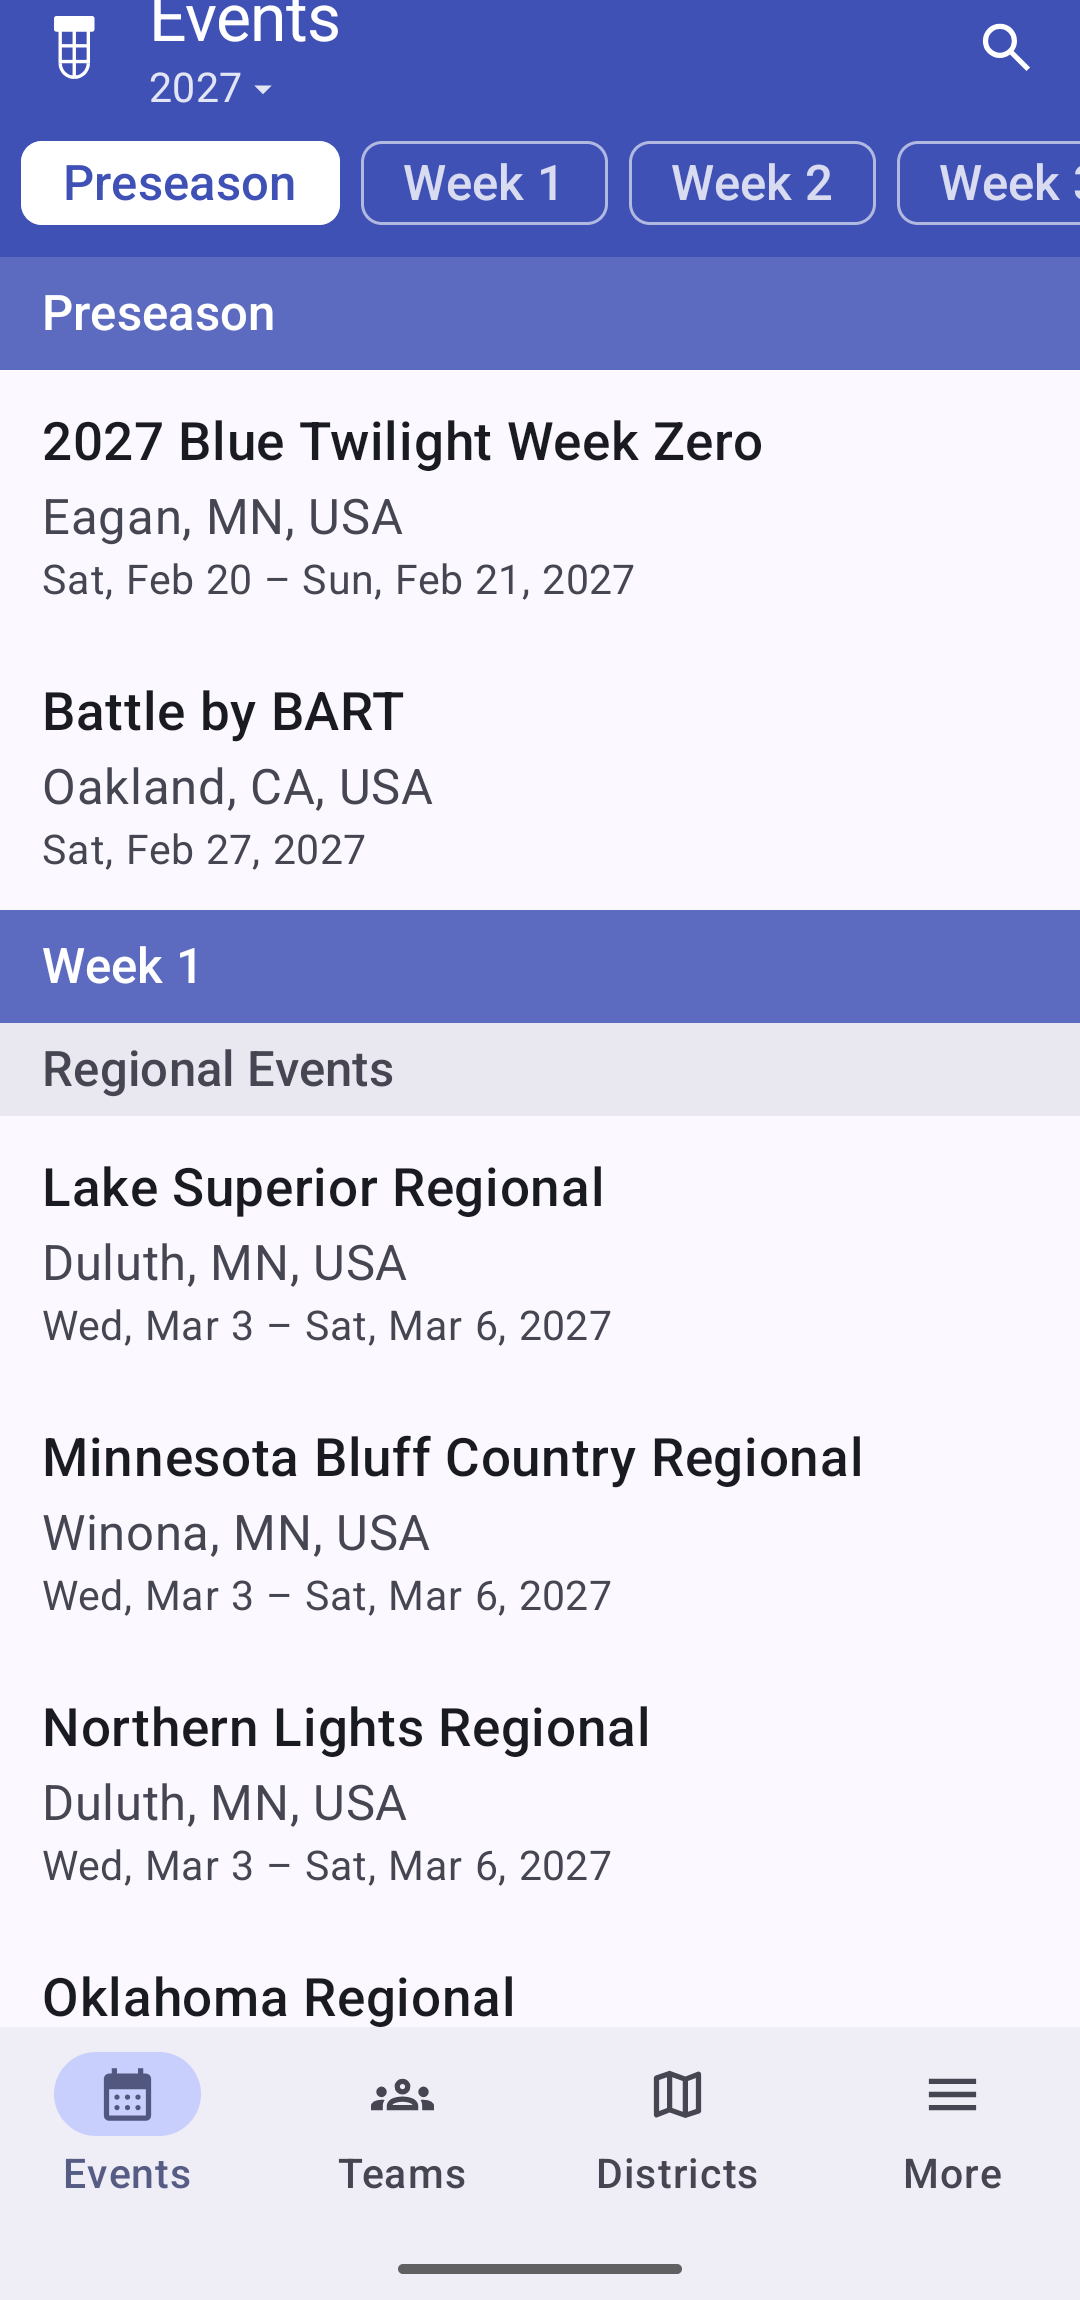 Events
2027
Preseason
Week 1
Week 2
Week
Preseason
2027 Blue Twilight Week Zero
Eagan, MN, USA
Sat, Feb 20 – Sun, Feb 21, 2027
Battle by BART
Oakland, CA, USA
Sat, Feb 27, 2027
Week 1
Regional Events
Lake Superior Regional
Duluth, MN, USA
Wed, Mar 3 – Sat, Mar 6, 2027
Minnesota Bluff Country Regional
Winona, MN, USA
Wed, Mar 3 – Sat, Mar 6, 2027
Northern Lights Regional
Duluth, MN, USA
Wed, Mar 3 – Sat, Mar 6, 2027
Oklahoma Regional
Events
Teams
Districts
More